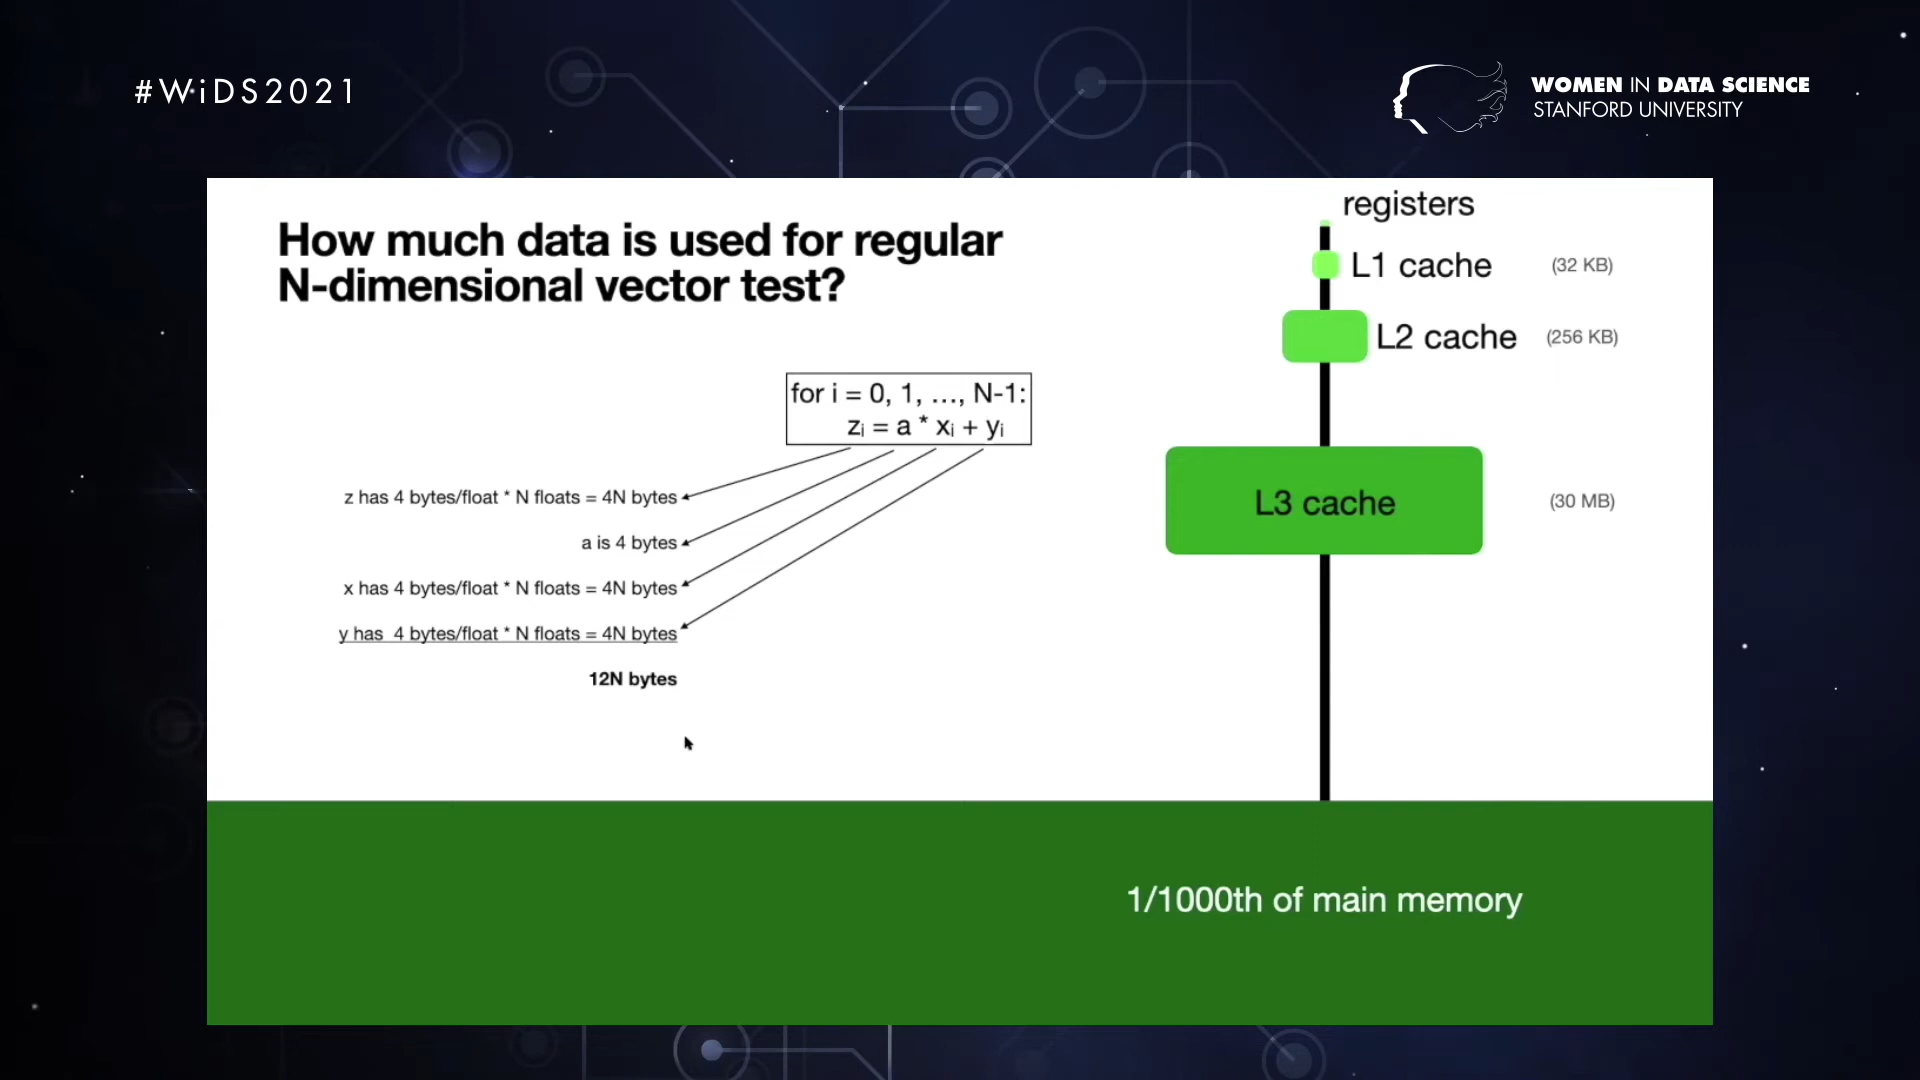 #WiDS2021
WOMEN IN DATA SCIENCE
STANFORD UNIVERSITY
How much data is used for regular
N-dimensional vector test?
for i = 0, 1, …, N-1:
zᵢ = a * xᵢ + yᵢ
z has 4 bytes/float * N floats = 4N bytes
a is 4 bytes
x has 4 bytes/float * N floats = 4N bytes
y has 4 bytes/float * N floats = 4N bytes
12N bytes
registers
L1 cache (32 KB)
L2 cache (256 KB)
L3 cache (30 MB)
1/1000th of main memory